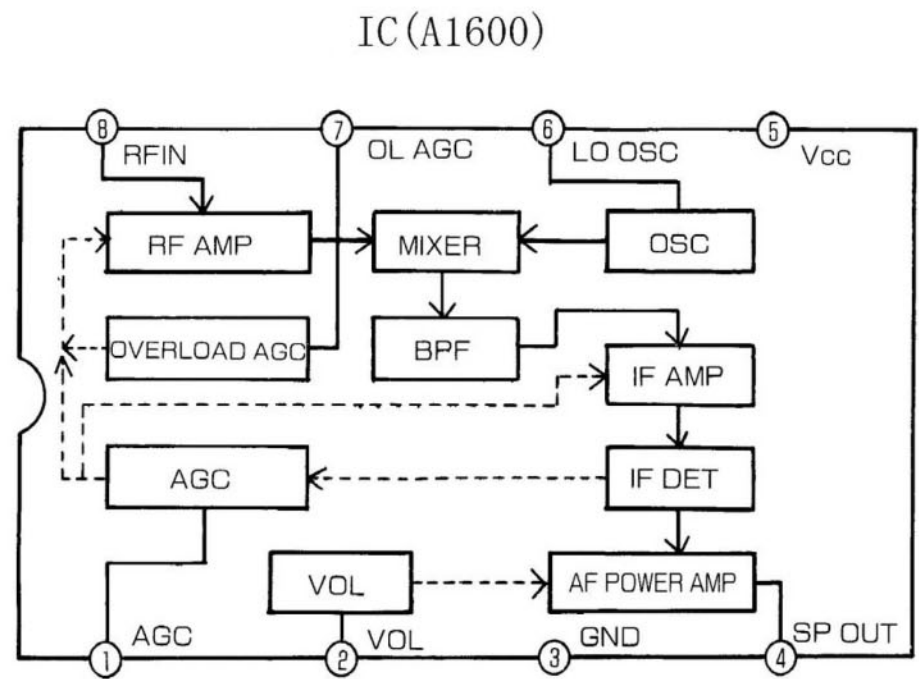 IC(A1600)
8 7 6 5
RFIN OL AGC LO OSC Vcc
RF AMP MIXER OSC
OVERLOAD AGC BPF IF AMP
AGC IF DET
VOL AF POWER AMP
AGC VOL GND SP OUT
1 2 3 4